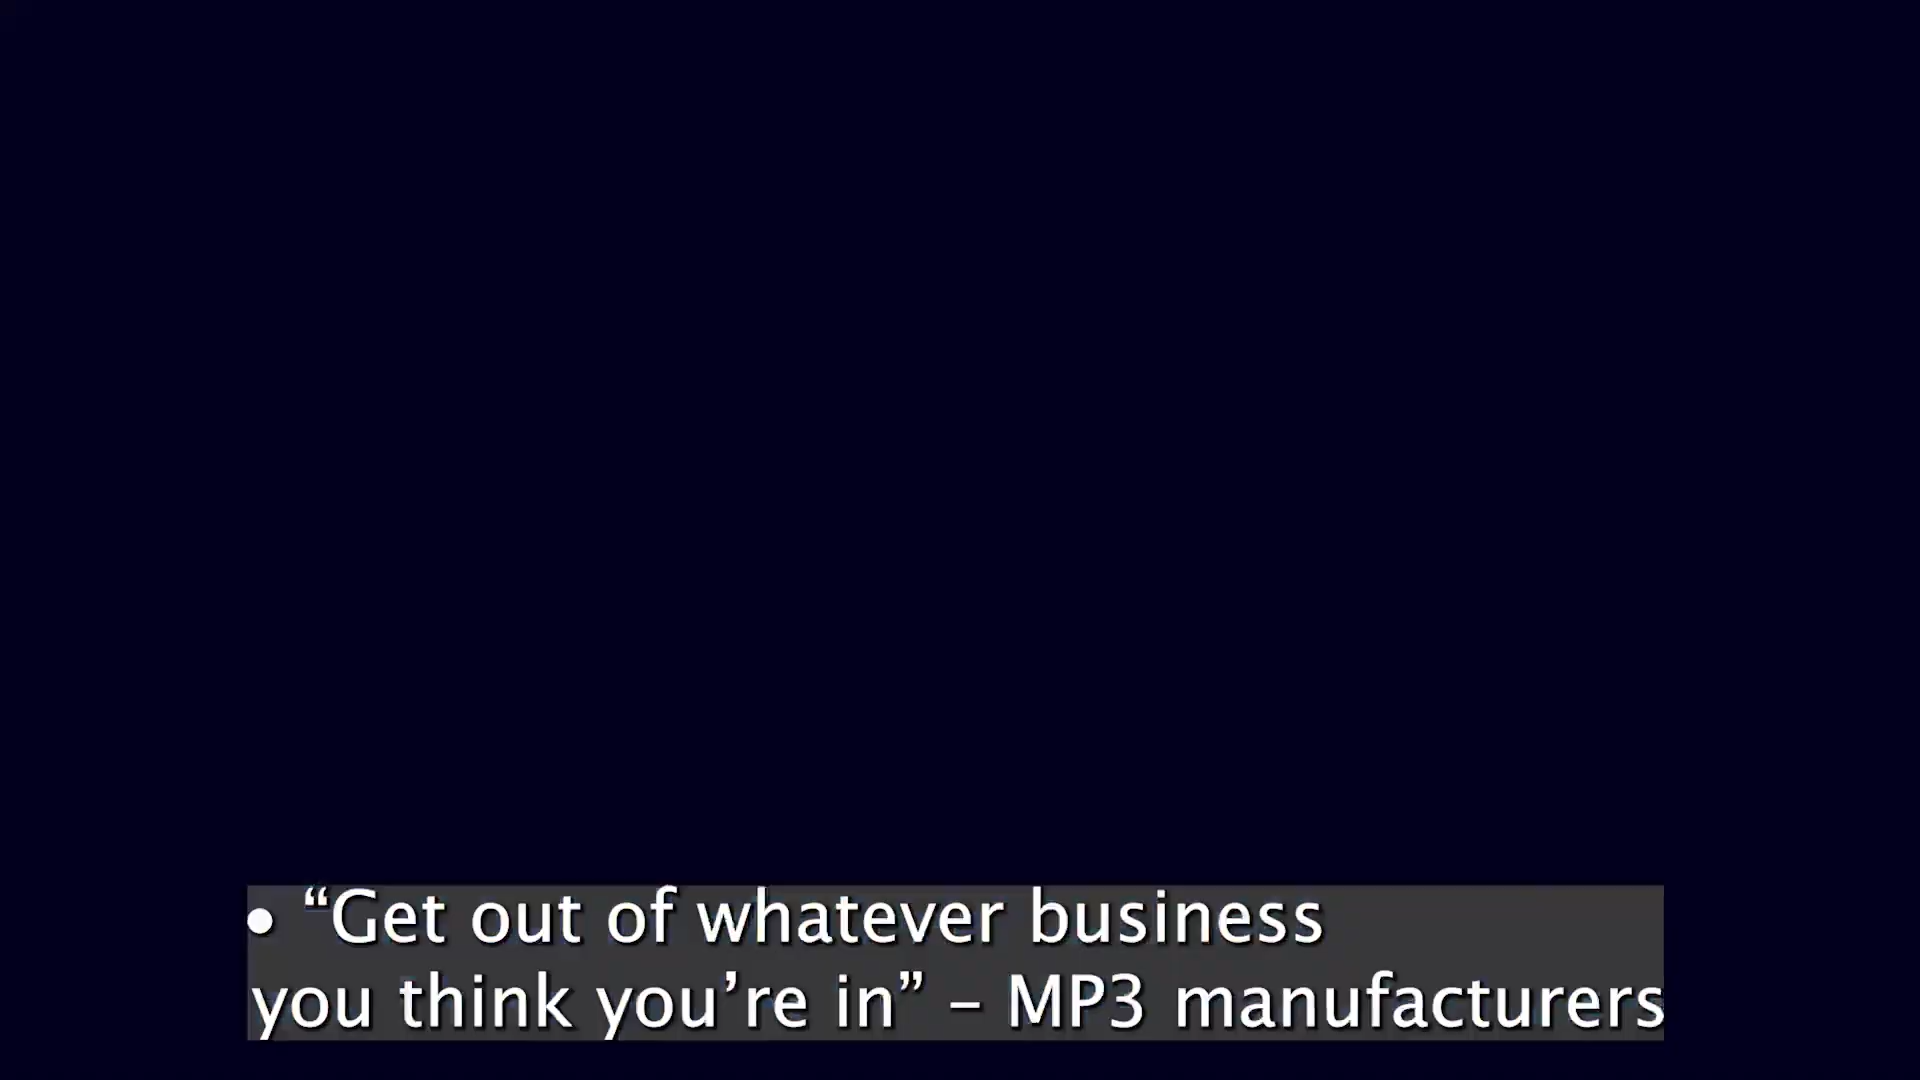 • “Get out of whatever business
you think you’re in” – MP3 manufacturers